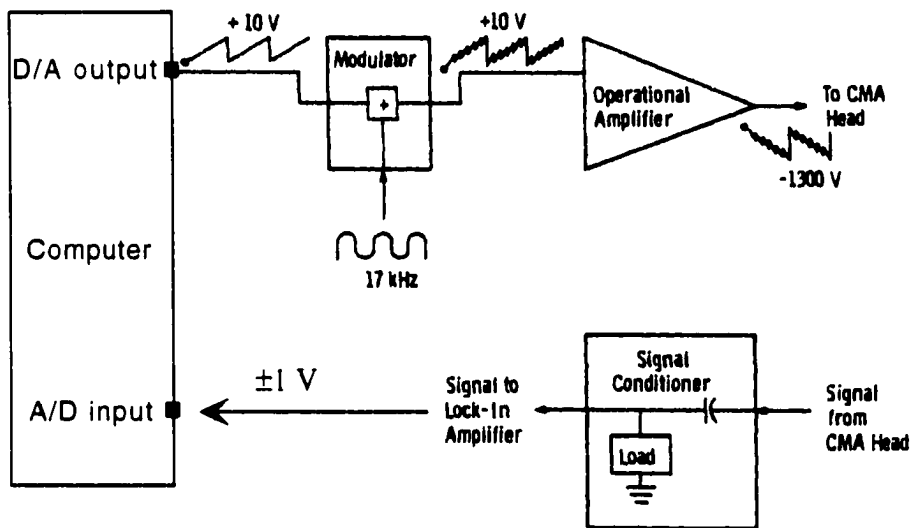 + 10 V
D/A output
Modulator
+
17 kHz
+10 V
Operational
Amplifier
To CMA
Head
-1300 V
Computer
A/D input
±1 V
Signal to
Lock-In
Amplifier
Signal
Conditioner
Load
Signal
from
CMA Head